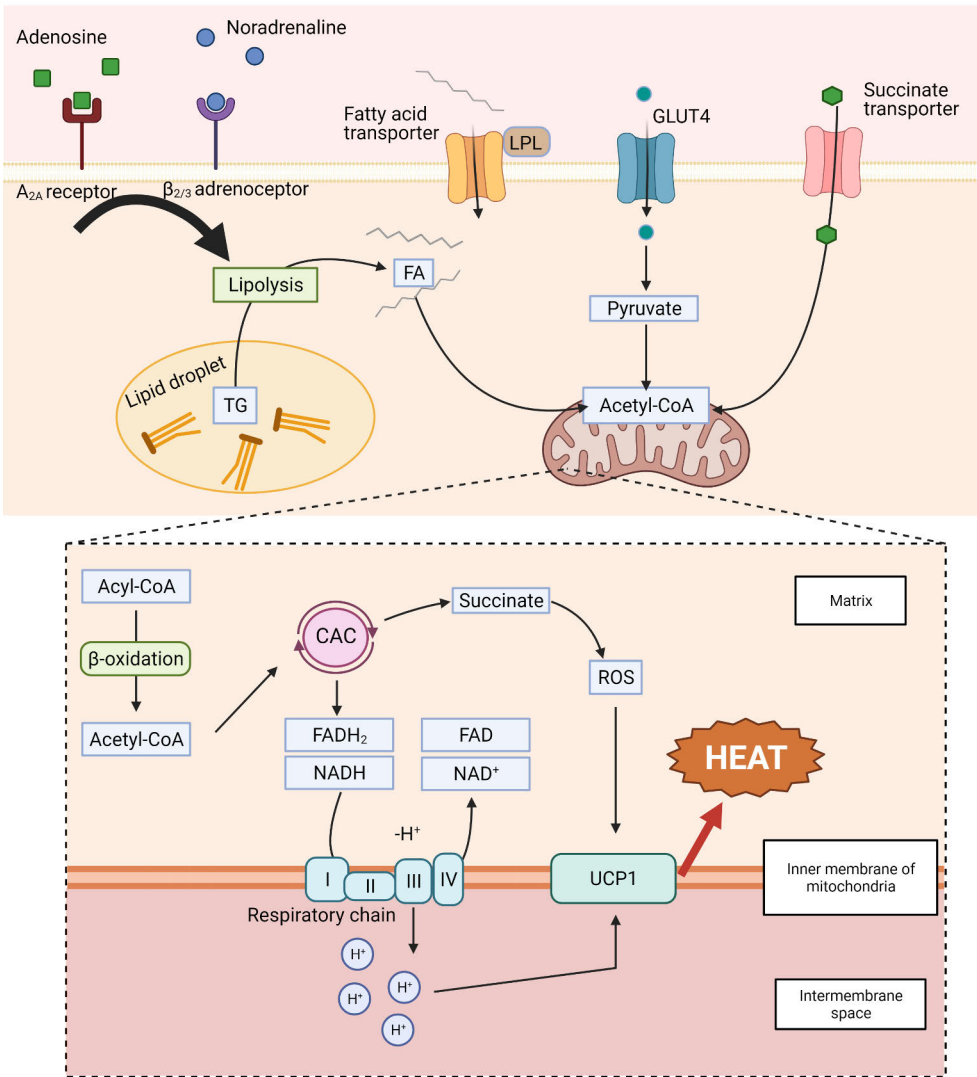 Adenosine
Noradrenaline
Fatty acid
transporter
LPL
GLUT4
Succinate
transporter
A₂A receptor
β₂/₃ adrenoceptor
Lipolysis
FA
Pyruvate
Lipid droplet
TG
Acetyl-CoA
Acyl-CoA
β-oxidation
Acetyl-CoA
CAC
Succinate
ROS
Matrix
FADH₂
NADH
FAD
NAD⁺
HEAT
-H⁺
I
II
III
IV
UCP1
Inner membrane of
mitochondria
Respiratory chain
H⁺
H⁺
H⁺
H⁺
Intermembrane
space